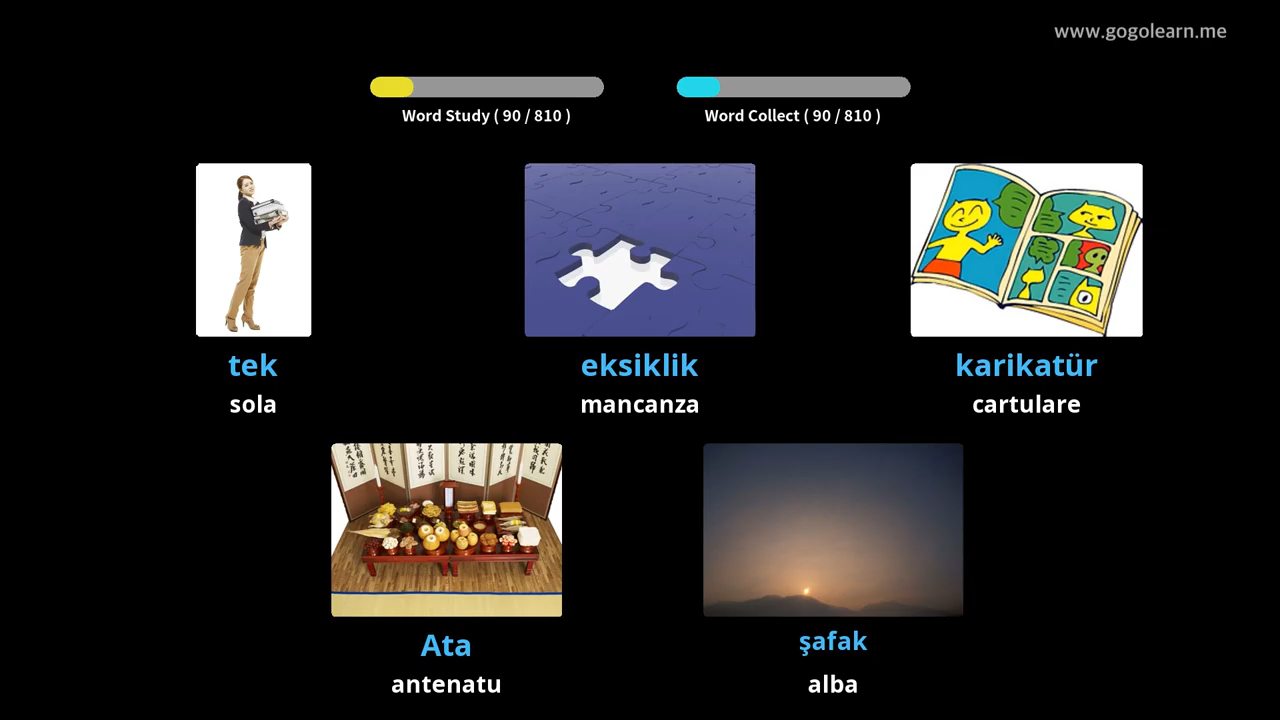 www.gogolearn.me
Word Study ( 90 / 810 )
Word Collect ( 90 / 810 )
tek
sola
eksiklik
mancanza
karikatür
cartulare
Ata
antenatu
şafak
alba